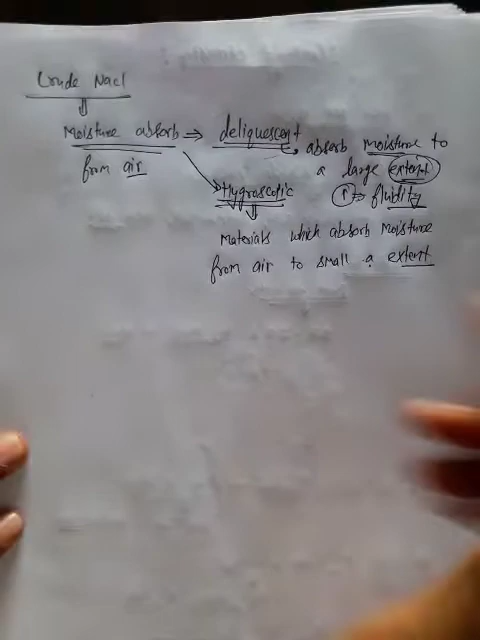 Crude Nacl
Moisture absorb ⇒ deliquescent
from air
absorb moisture to
a large extent
⇒ fluidity
Hygroscopic
Materials which absorb moisture
from air to small a extent